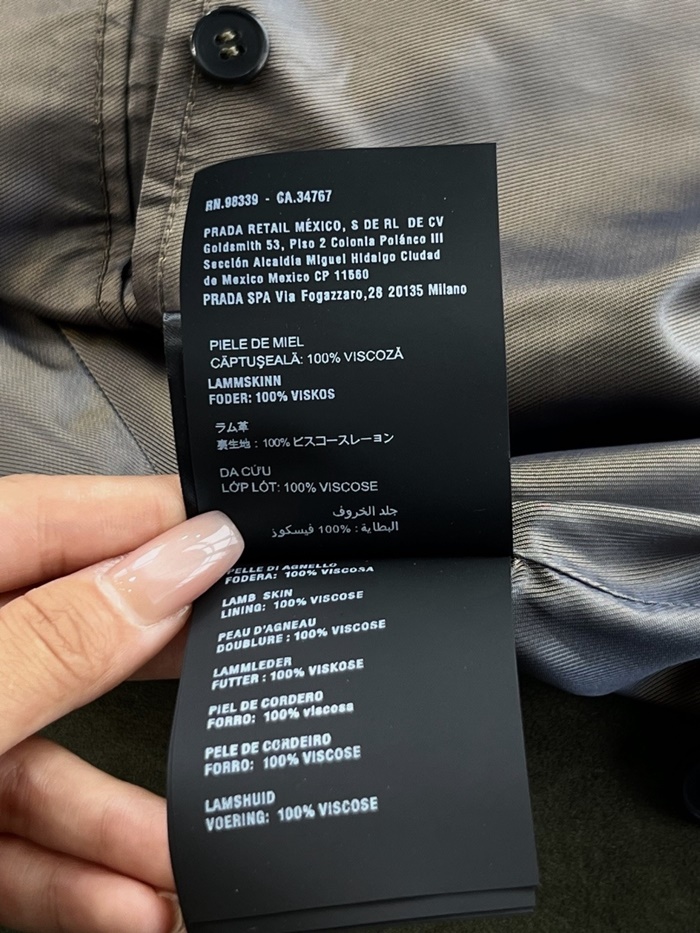 RN.98339 - CA.34767
PRADA RETAIL MÉXICO, S DE RL DE CV
Goldsmith 53, Piso 2 Colonia Polánco III
Sección Alcaldía Miguel Hidalgo Ciudad
de Mexico Mexico CP 11560
PRADA SPA Via Fogazzaro,28 20135 Milano
PIELE DE MIEL
CĂPTUŞEALĂ: 100% VISCOZĂ
LAMMSKINN
FODER: 100% VISKOS
ラム革
裏生地：100% ビスコースレーヨン
DA CỪU
LỚP LÓT: 100% VISCOSE
جلد الخروف
البطاية : %100 فيسكوز
PELLE DI AGNELLO
FODERA: 100% VISCOSA
LAMB SKIN
LINING: 100% VISCOSE
PEAU D'AGNEAU
DOUBLURE : 100% VISCOSE
LAMMLEDER
FUTTER : 100% VISKOSE
PIEL DE CORDERO
FORRO: 100% viscosa
PELE DE CORDEIRO
FORRO: 100% VISCOSE
LAMSHUID
VOERING: 100% VISCOSE